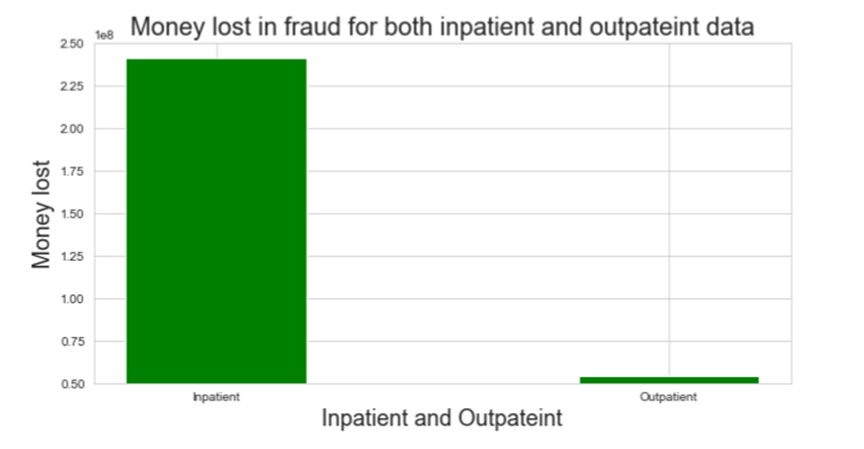 Money lost in fraud for both inpatient and outpateint data
1e8
2.50
2.25
2.00
1.75
1.50
1.25
1.00
0.75
0.50
Money lost
Inpatient
Outpatient
Inpatient and Outpateint